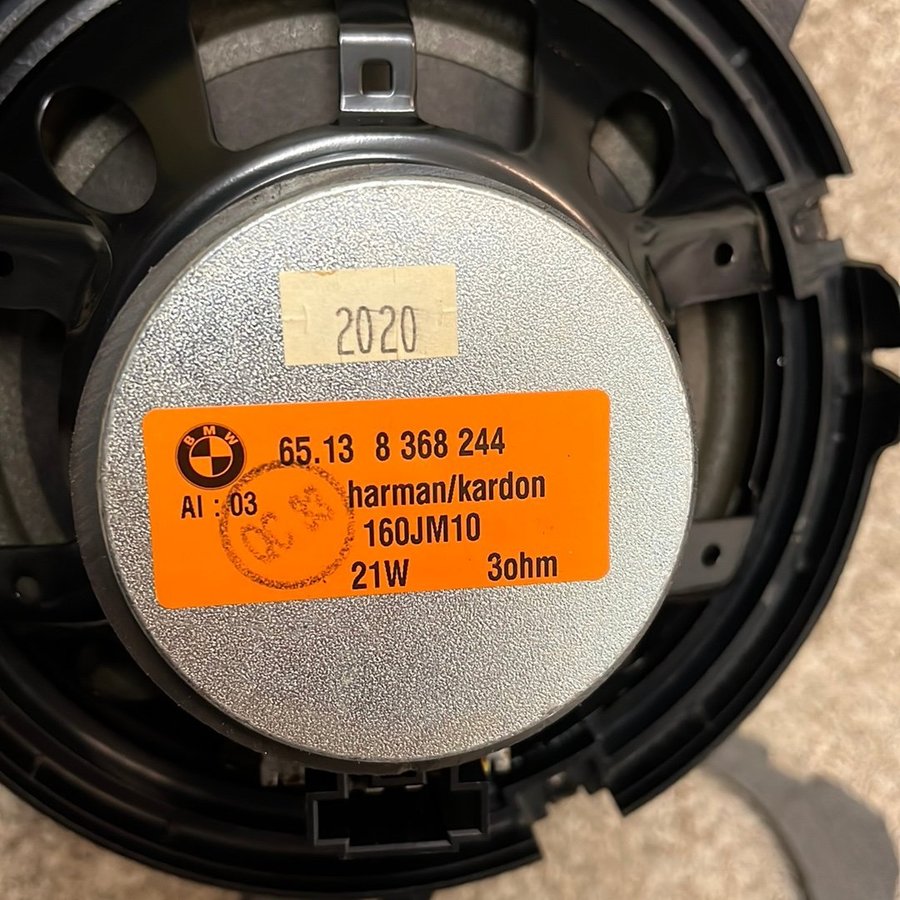 2020
BMW
65.13 8 368 244
AI : 03
harman/kardon
160JM10
21W 3ohm